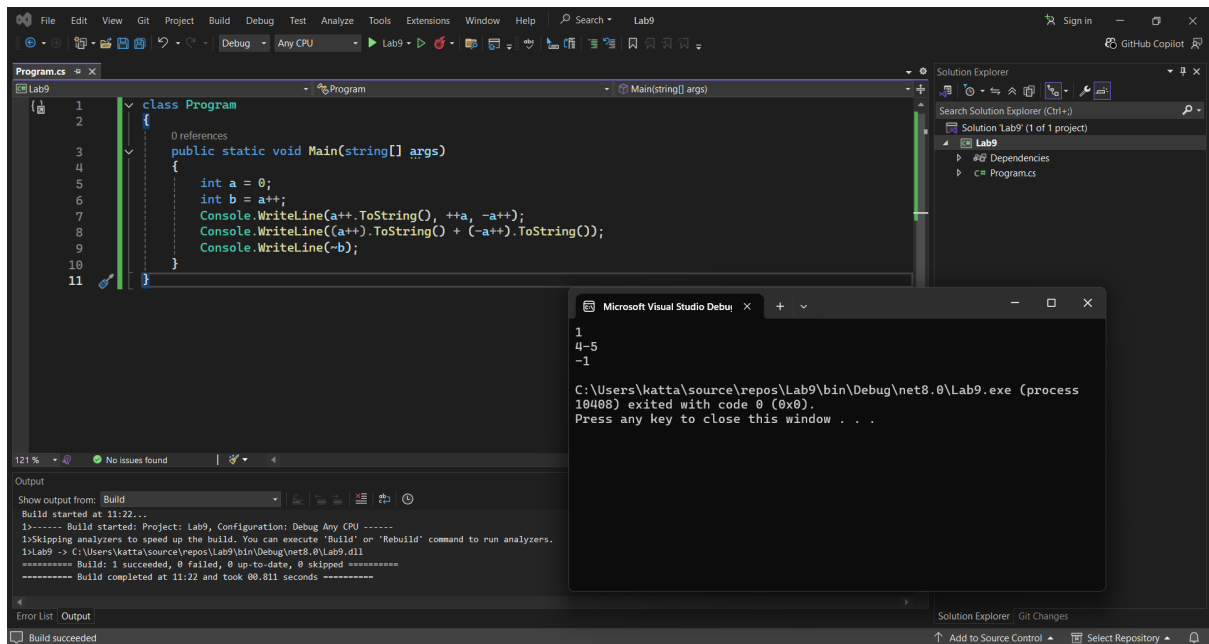 File Edit View Git Project Build Debug Test Analyze Tools Extensions Window Help Search Lab9 Sign in
Debug Any CPU Lab9 GitHub Copilot
Program.cs
Lab9 Program Main(string[] args)
1 class Program
2 {
0 references
3 public static void Main(string[] args)
4 {
5 int a = 0;
6 int b = a++;
7 Console.WriteLine(a++.ToString(), ++a, -a++);
8 Console.WriteLine((a++).ToString() + (-a++).ToString());
9 Console.WriteLine(~b);
10 }
11 }
121 % No issues found
Solution Explorer
Search Solution Explorer (Ctrl+;)
Solution 'Lab9' (1 of 1 project)
Lab9
Dependencies
C# Program.cs
Microsoft Visual Studio Debu
1
4-5
-1
C:\Users\katta\source\repos\Lab9\bin\Debug\net8.0\Lab9.exe (process
10408) exited with code 0 (0x0).
Press any key to close this window . . .
Output
Show output from: Build
Build started at 11:22...
1>------ Build started: Project: Lab9, Configuration: Debug Any CPU ------
1>Skipping analyzers to speed up the build. You can execute 'Build' or 'Rebuild' command to run analyzers.
1>Lab9 -> C:\Users\katta\source\repos\Lab9\bin\Debug\net8.0\Lab9.dll
========== Build: 1 succeeded, 0 failed, 0 up-to-date, 0 skipped ==========
========== Build completed at 11:22 and took 00.811 seconds ==========
Error List Output
Solution Explorer Git Changes
Build succeeded Add to Source Control Select Repository